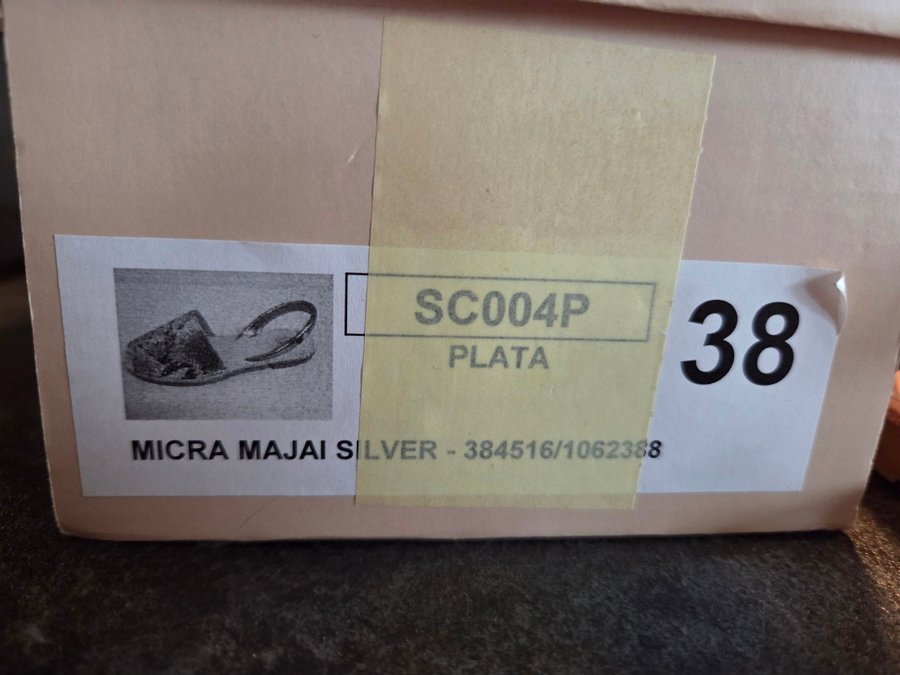 SC004P
PLATA
38
MICRA MAJAI SILVER - 384516/1062388